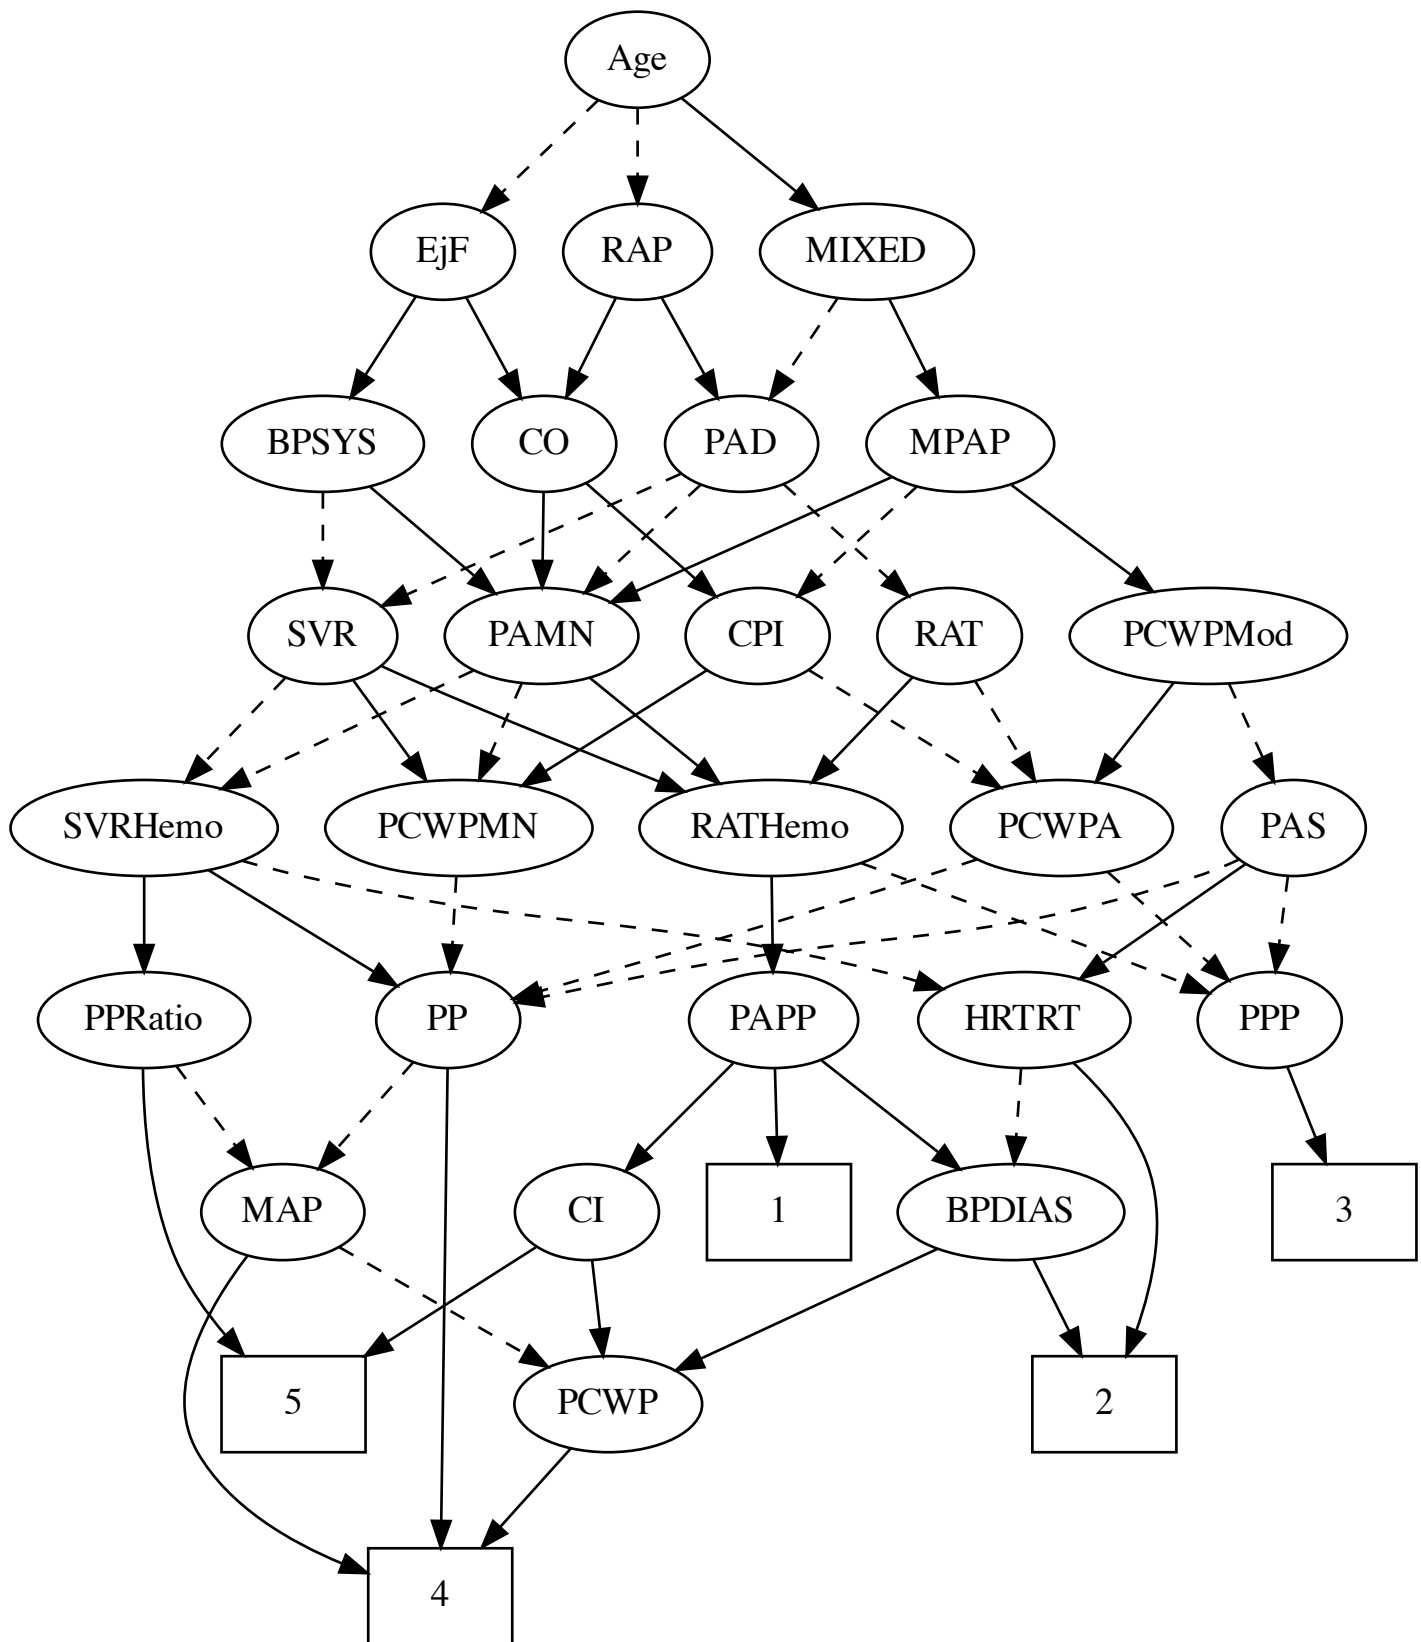 Age
EjF RAP MIXED
BPSYS CO PAD MPAP
SVR PAMN CPI RAT PCWPMod
SVRHemo PCWPMN RATHemo PCWPA PAS
PPRatio PP PAPP HRTRT PPP
MAP CI 1 BPDIAS 3
5 PCWP 2
4